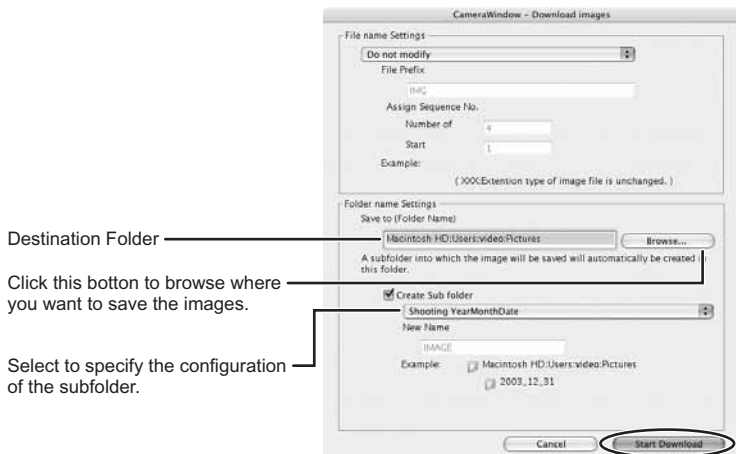 CameraWindow - Download images
File name Settings
Do not modify
File Prefix
IMG
Assign Sequence No.
Number of
4
Start
1
Example:
( XXX:Extention type of image file is unchanged. )
Folder name Settings
Save to (Folder Name)
Destination Folder
Macintosh HD:Users:video:Pictures
Browse...
A subfolder into which the image will be saved will automatically be created in
this folder.
Click this botton to browse where
you want to save the images.
Create Sub folder
Shooting YearMonthDate
New Name
IMAGE
Select to specify the configuration
of the subfolder.
Example:
Macintosh HD:Users:video:Pictures
2003_12_31
Cancel
Start Download